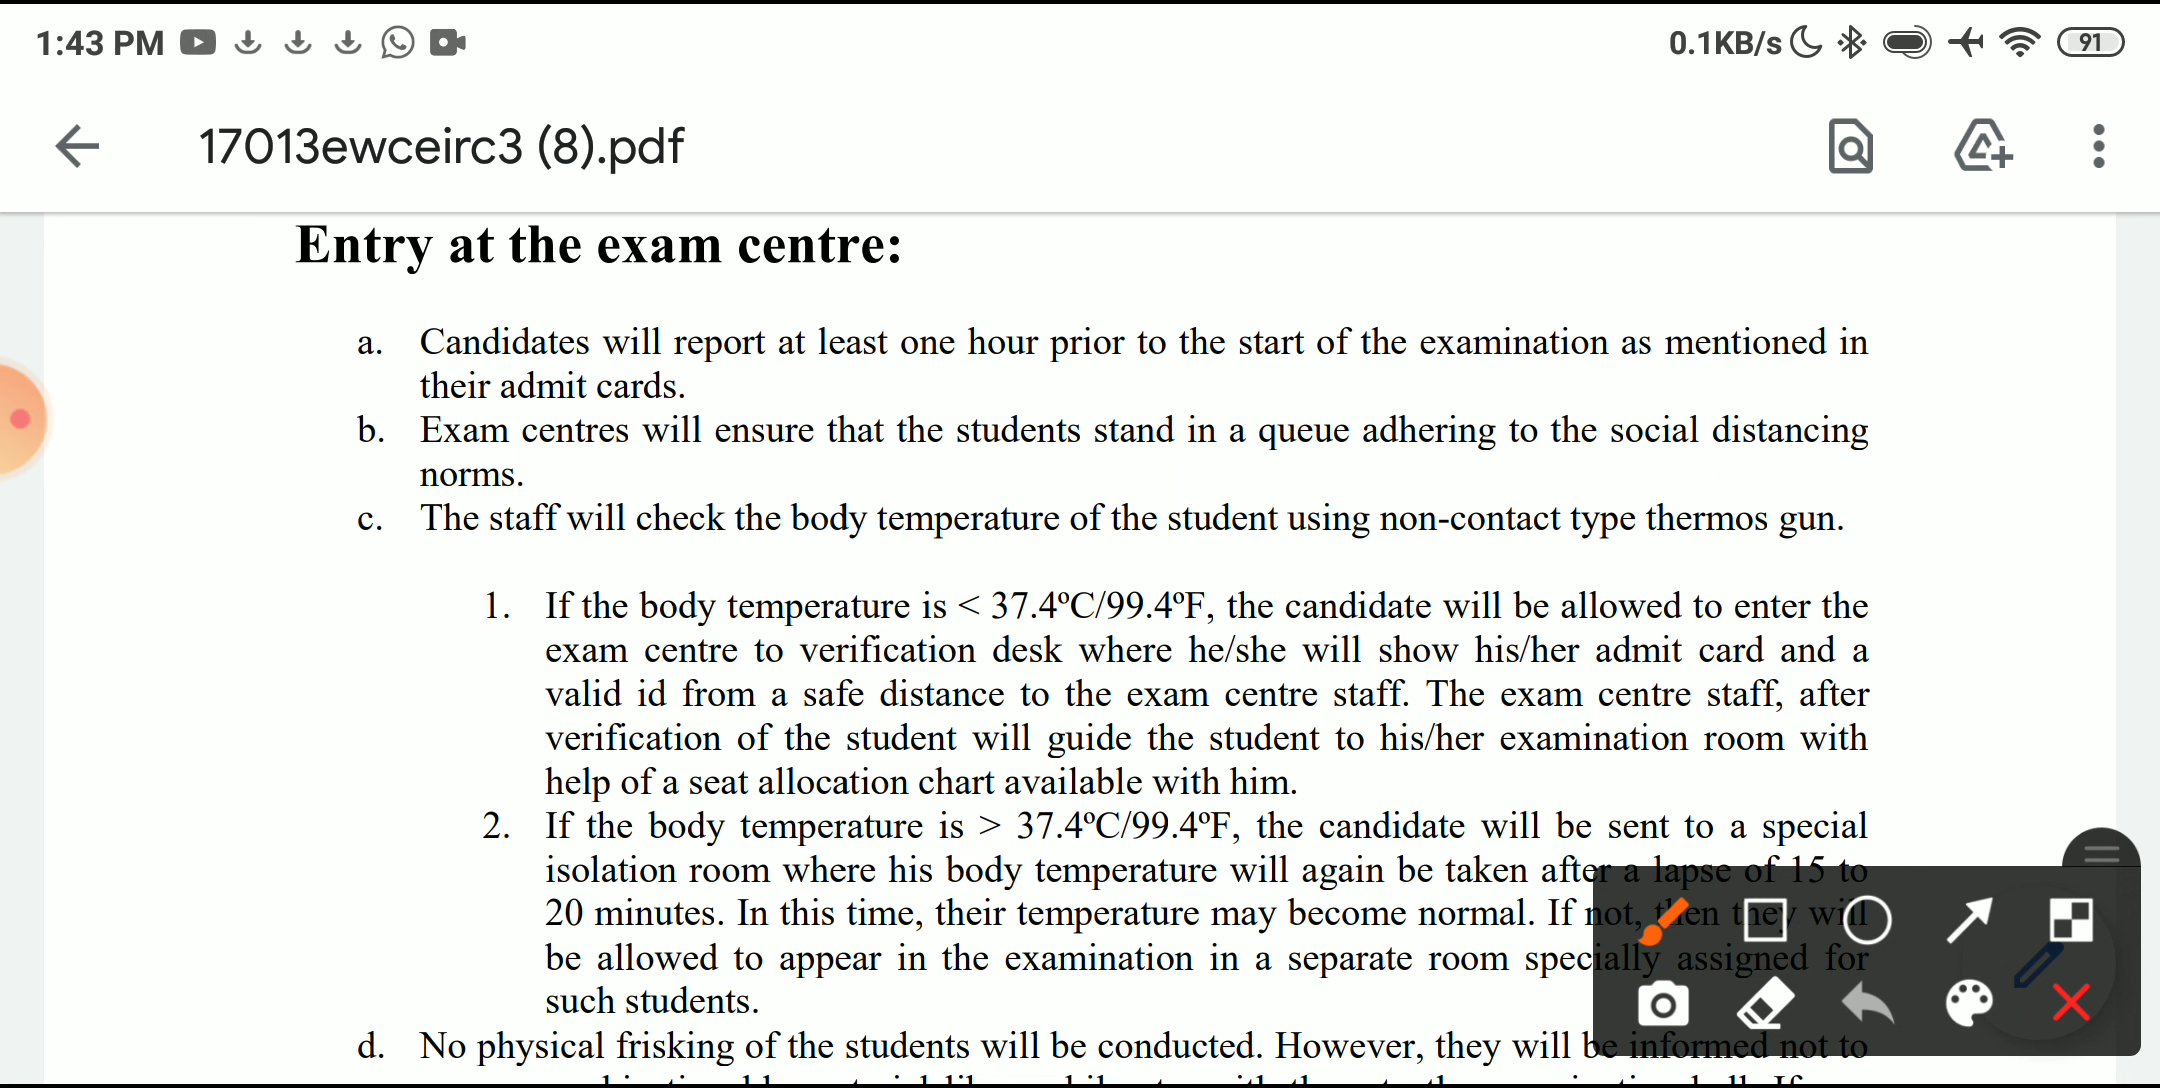 1:43 PM
0.1KB/s
91
17013ewceirc3 (8).pdf
Entry at the exam centre:
a. Candidates will report at least one hour prior to the start of the examination as mentioned in
their admit cards.
b. Exam centres will ensure that the students stand in a queue adhering to the social distancing
norms.
c. The staff will check the body temperature of the student using non-contact type thermos gun.
1. If the body temperature is < 37.4ºC/99.4ºF, the candidate will be allowed to enter the
exam centre to verification desk where he/she will show his/her admit card and a
valid id from a safe distance to the exam centre staff. The exam centre staff, after
verification of the student will guide the student to his/her examination room with
help of a seat allocation chart available with him.
2. If the body temperature is > 37.4ºC/99.4ºF, the candidate will be sent to a special
isolation room where his body temperature will again be taken after a lapse of 15 to
20 minutes. In this time, their temperature may become normal. If not, then they will
be allowed to appear in the examination in a separate room specially assigned for
such students.
d. No physical frisking of the students will be conducted. However, they will be informed not to